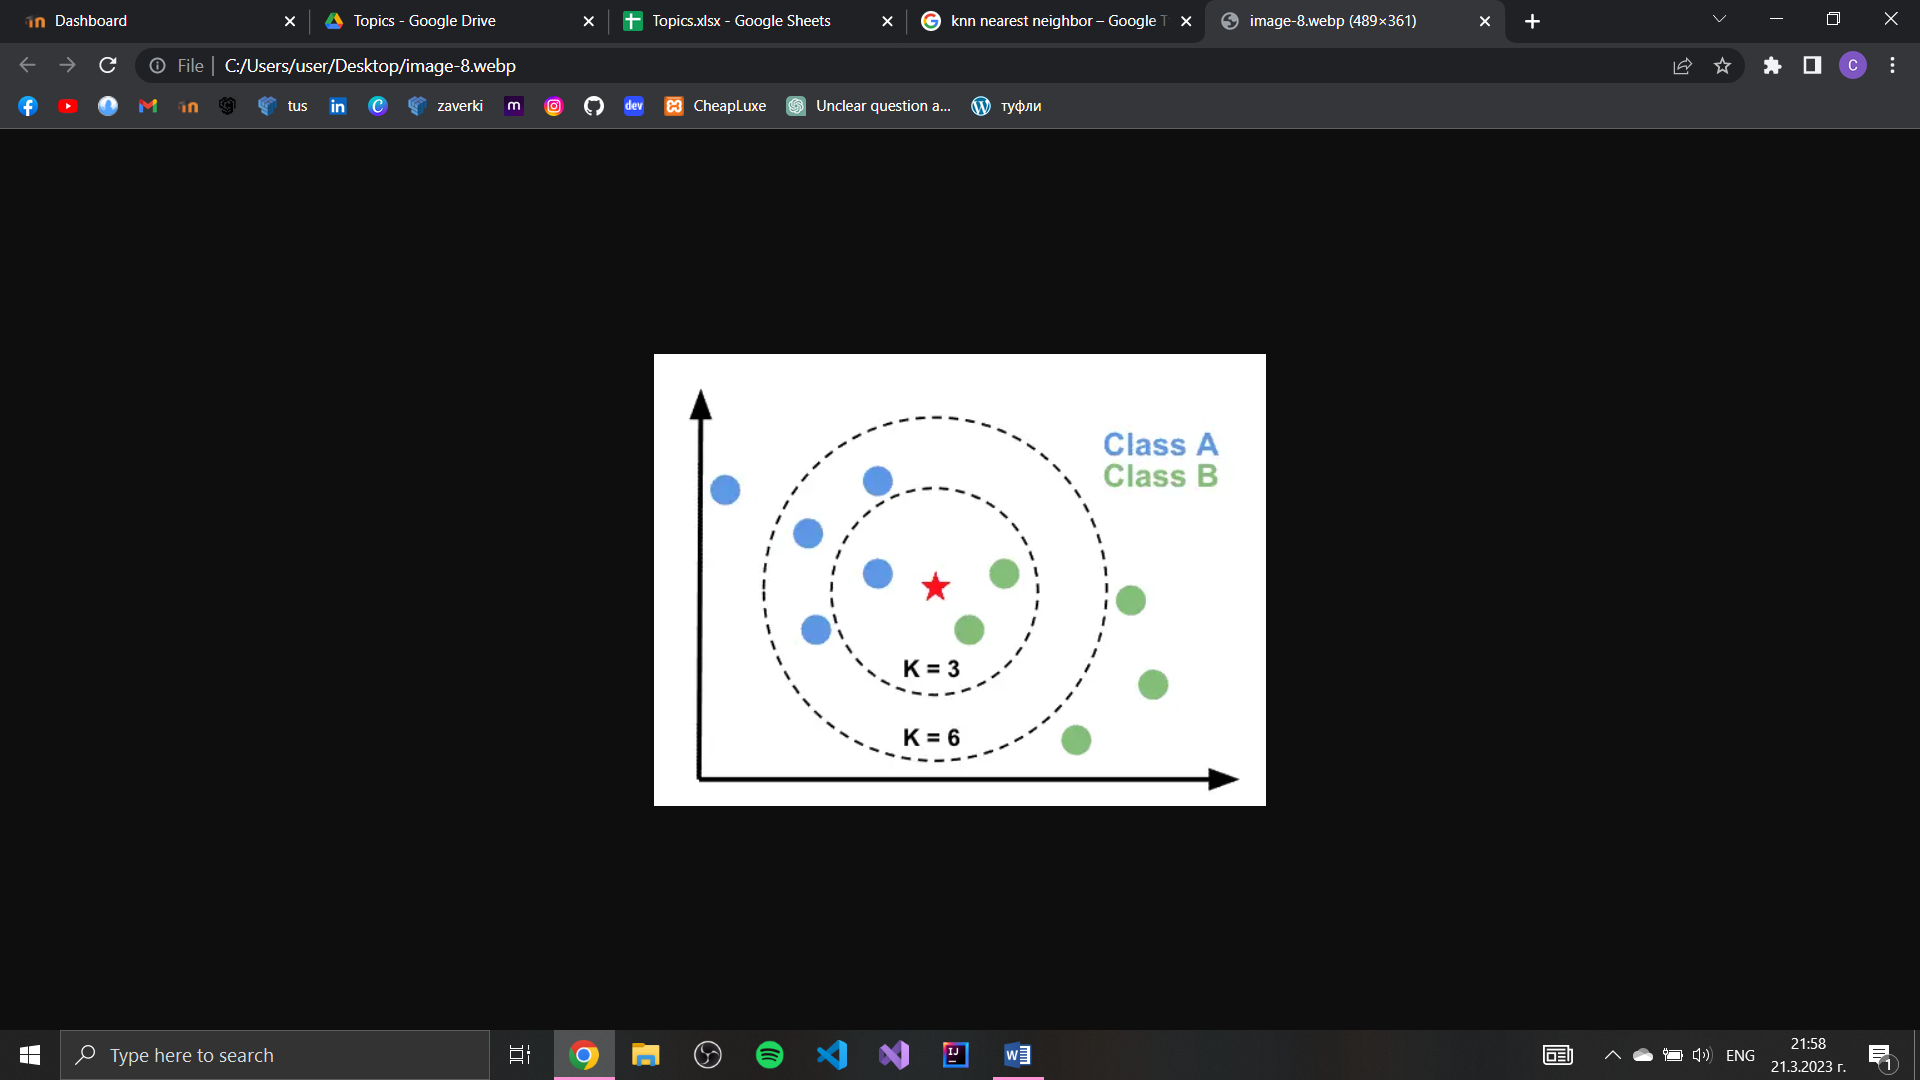 Dashboard
Topics - Google Drive
Topics.xlsx - Google Sheets
knn nearest neighbor – Google
image-8.webp (489×361)
File
C:/Users/user/Desktop/image-8.webp
C
tus
zaverki
m
dev
CheapLuxe
Unclear question a...
туфли
Class A
Class B
K = 3
K = 6
Type here to search
ENG
21:58
21.3.2023 г.
1